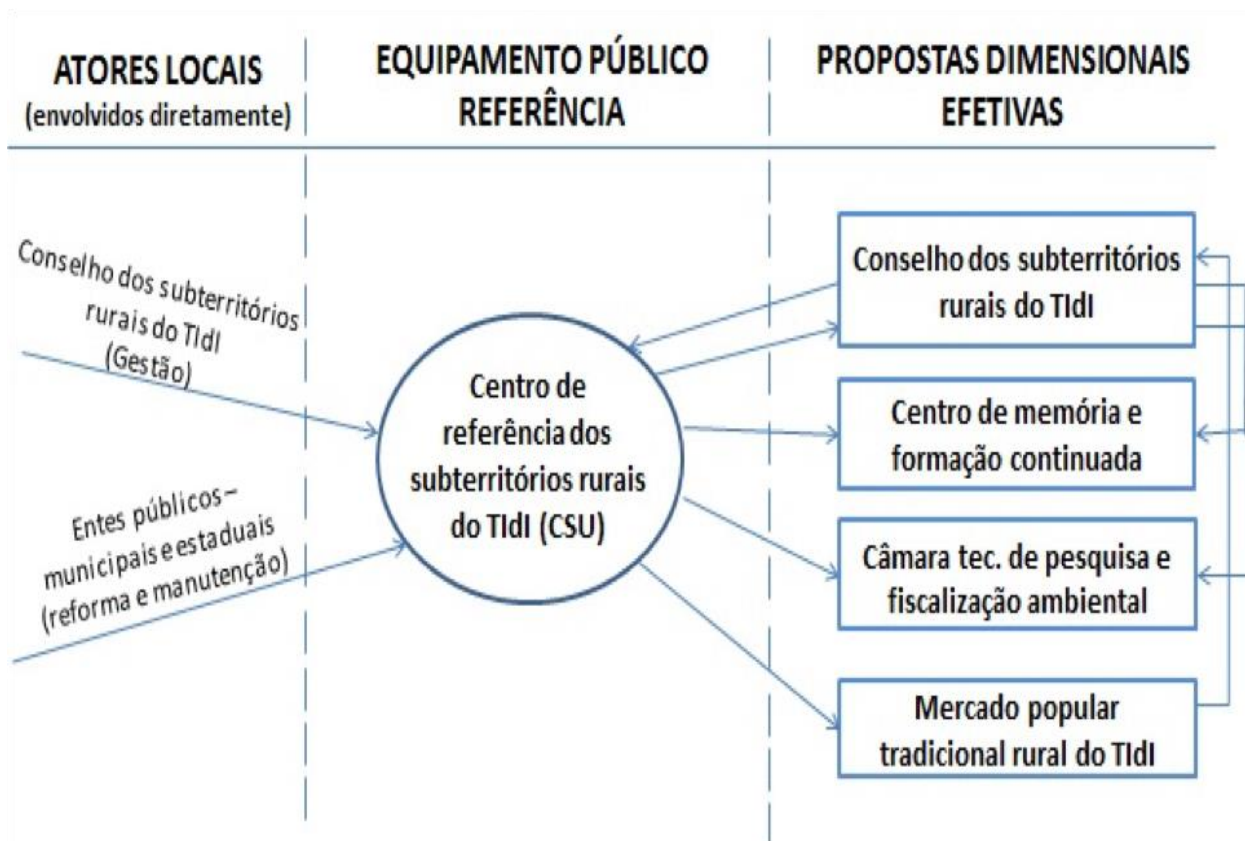 ATORES LOCAIS
(envolvidos diretamente)
EQUIPAMENTO PÚBLICO
REFERÊNCIA
PROPOSTAS DIMENSIONAIS
EFETIVAS
Conselho dos subterritórios
rurais do TIdI
(Gestão)
Entes públicos –
municipais e estaduais
(reforma e manutenção)
Centro de
referência dos
subterritórios rurais
do TIdI (CSU)
Conselho dos subterritórios
rurais do TIdI
Centro de memória e
formação continuada
Câmara tec. de pesquisa e
fiscalização ambiental
Mercado popular
tradicional rural do TIdI